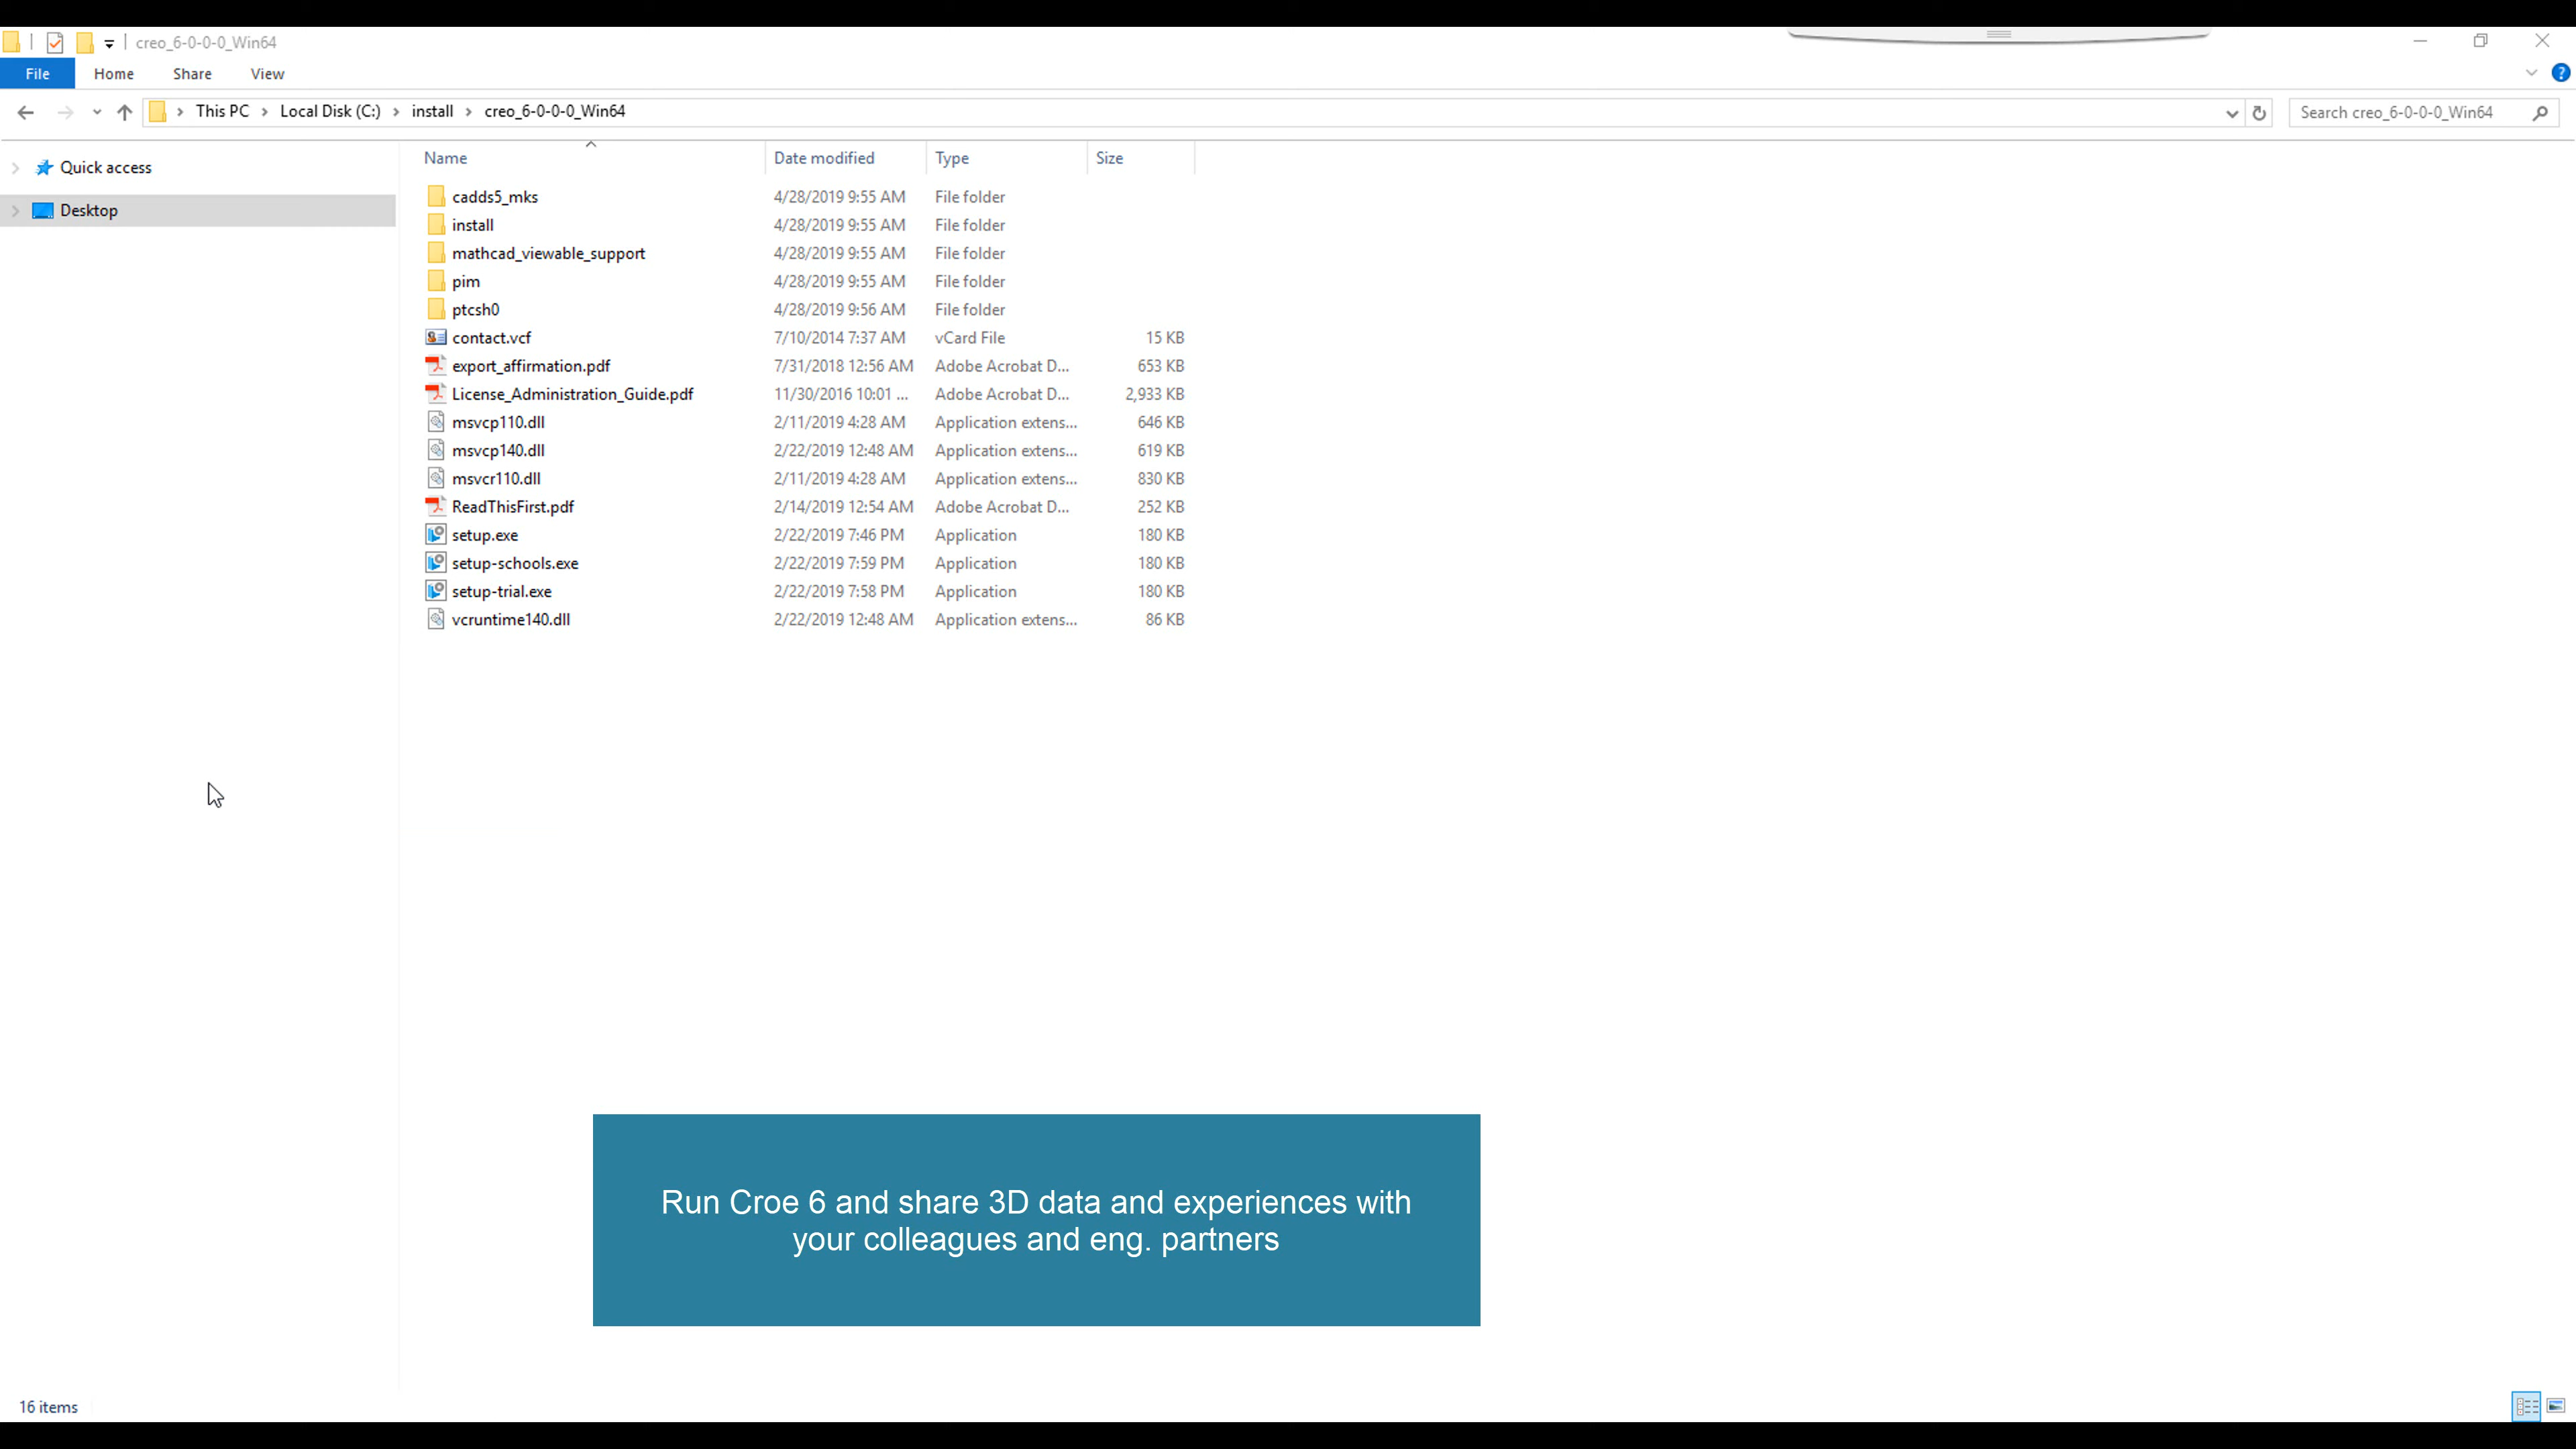 creo_6-0-0-0_Win64
File Home Share View
This PC Local Disk (C:) install creo_6-0-0-0_Win64 Search creo_6-0-0-0_Win64
Quick access
Desktop
Name Date modified Type Size
cadds5_mks 4/28/2019 9:55 AM File folder
install 4/28/2019 9:55 AM File folder
mathcad_viewable_support 4/28/2019 9:55 AM File folder
pim 4/28/2019 9:55 AM File folder
ptcsh0 4/28/2019 9:56 AM File folder
contact.vcf 7/10/2014 7:37 AM vCard File 15 KB
export_affirmation.pdf 7/31/2018 12:56 AM Adobe Acrobat D... 653 KB
License_Administration_Guide.pdf 11/30/2016 10:01 ... Adobe Acrobat D... 2,933 KB
msvcp110.dll 2/11/2019 4:28 AM Application extens... 646 KB
msvcp140.dll 2/22/2019 12:48 AM Application extens... 619 KB
msvcr110.dll 2/11/2019 4:28 AM Application extens... 830 KB
ReadThisFirst.pdf 2/14/2019 12:54 AM Adobe Acrobat D... 252 KB
setup.exe 2/22/2019 7:46 PM Application 180 KB
setup-schools.exe 2/22/2019 7:59 PM Application 180 KB
setup-trial.exe 2/22/2019 7:58 PM Application 180 KB
vcruntime140.dll 2/22/2019 12:48 AM Application extens... 86 KB
Run Croe 6 and share 3D data and experiences with
your colleagues and eng. partners
16 items